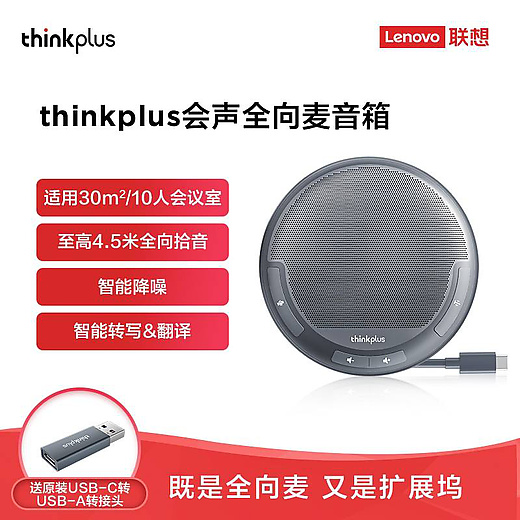 thinkplus
Lenovo 联想
thinkplus会声全向麦音箱
适用30m²/10人会议室
至高4.5米全向拾音
智能降噪
智能转写&翻译
thinkplus
thinkplus
送原装USB-C转
USB-A转接头
既是全向麦 又是扩展坞